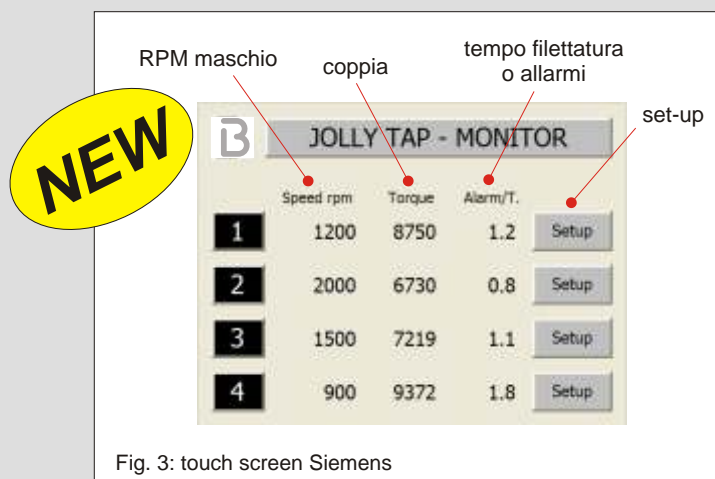 RPM maschio
coppia
tempo filettatura
o allarmi
set-up
NEW
B
JOLLY TAP - MONITOR
Speed rpm Torque Alarm/T.
1 1200 8750 1.2 Setup
2 2000 6730 0.8 Setup
3 1500 7219 1.1 Setup
4 900 9372 1.8 Setup
Fig. 3: touch screen Siemens